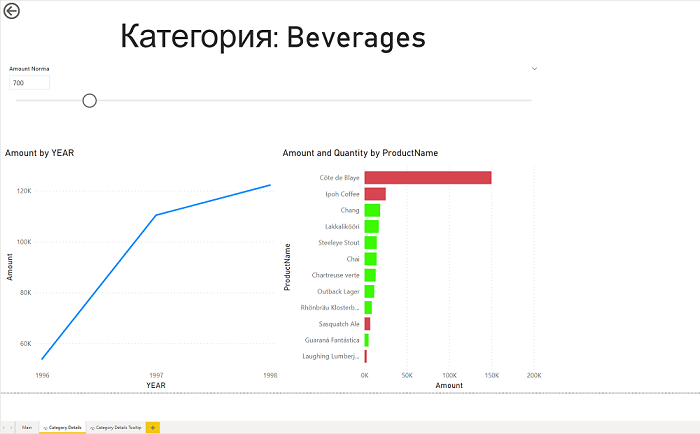 Категория: Beverages
Amount Norma
700
Amount by YEAR
120K
100K
80K
60K
Amount
1996 1997 1998
YEAR
Amount and Quantity by ProductName
ProductName
Côte de Blaye
Ipoh Coffee
Chang
Lakkalikööri
Steeleye Stout
Chai
Chartreuse verte
Outback Lager
Rhönbräu Klosterb...
Sasquatch Ale
Guaraná Fantástica
Laughing Lumberj...
0K 50K 100K 150K 200K
Amount
Main Category Details Category Details Tooltip +